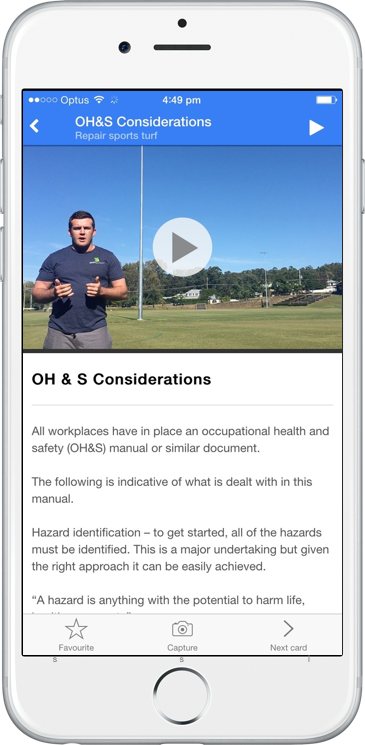 Optus 4:49 pm
OH&S Considerations
Repair sports turf
OH & S Considerations
All workplaces have in place an occupational health and
safety (OH&S) manual or similar document.
The following is indicative of what is dealt with in this
manual.
Hazard identification – to get started, all of the hazards
must be identified. This is a major undertaking but given
the right approach it can be easily achieved.
“A hazard is anything with the potential to harm life,
Favourite Capture Next card
S S I